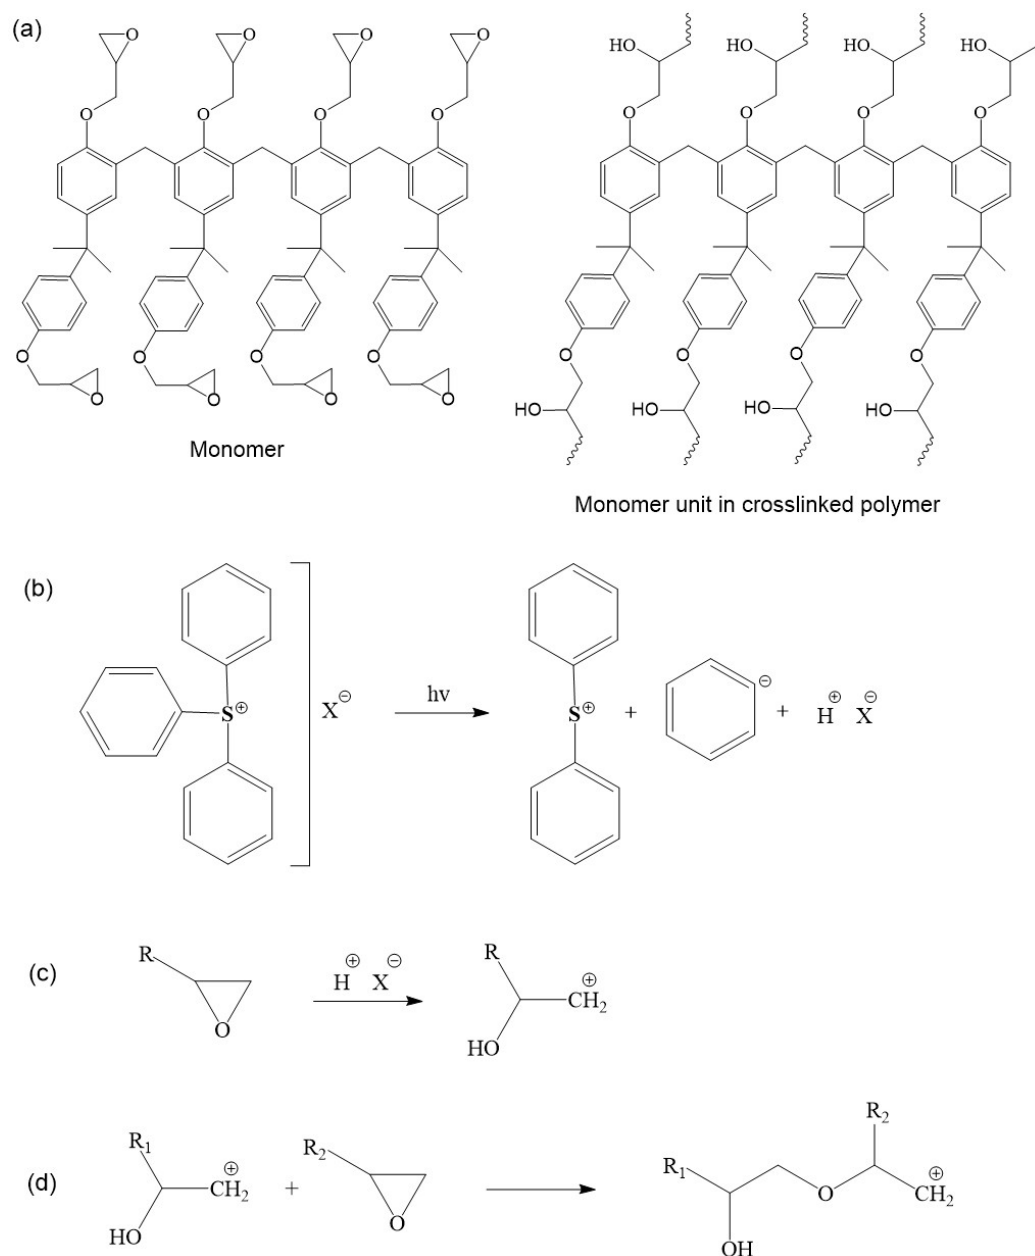 (a)
O O O O
O O O O
O O O O
O O O O
Monomer
HO HO HO HO
O O O O
O O O O
HO HO HO HO
Monomer unit in crosslinked polymer
(b)
S⊕ X⊖ hv S⊕ + ⊖ + H⊕ X⊖
(c)
R O H⊕ X⊖ R HO CH₂⊕
(d)
R₁ HO CH₂⊕ + R₂ O R₁ OH O R₂ CH₂⊕